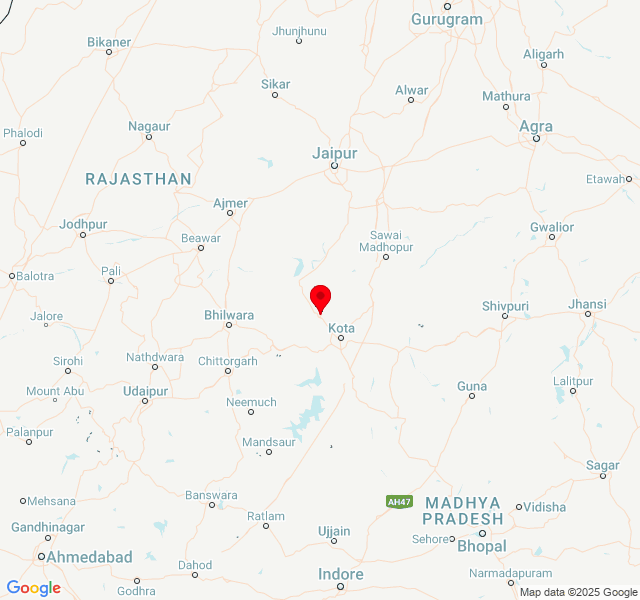 Gurugram
Jhunjhunu
Bikaner
Aligarh
Sikar
Alwar
Mathura
Phalodi
Nagaur
Agra
Jaipur
RAJASTHAN
Etawah
Ajmer
Jodhpur
Sawai
Madhopur
Gwalior
Beawar
Balotra
Pali
Jalore
Bhilwara
Kota
Shivpuri
Jhansi
Sirohi
Nathdwara
Chittorgarh
Mount Abu
Udaipur
Neemuch
Guna
Lalitpur
Palanpur
Mandsaur
Sagar
Mehsana
Banswara
AH47
MADHYA
PRADESH
Vidisha
Gandhinagar
Ratlam
Ujjain
Sehore
Bhopal
Ahmedabad
Dahod
Godhra
Indore
Narmadapuram
Google
Map data ©2025 Google